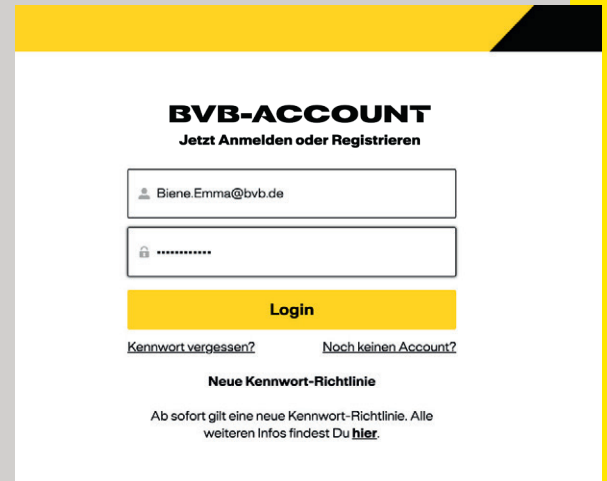 BVB-ACCOUNT
Jetzt Anmelden oder Registrieren
Biene.Emma@bvb.de
••••••••••••
Login
Kennwort vergessen? Noch keinen Account?
Neue Kennwort-Richtlinie
Ab sofort gilt eine neue Kennwort-Richtlinie. Alle
weiteren Infos findest Du hier.